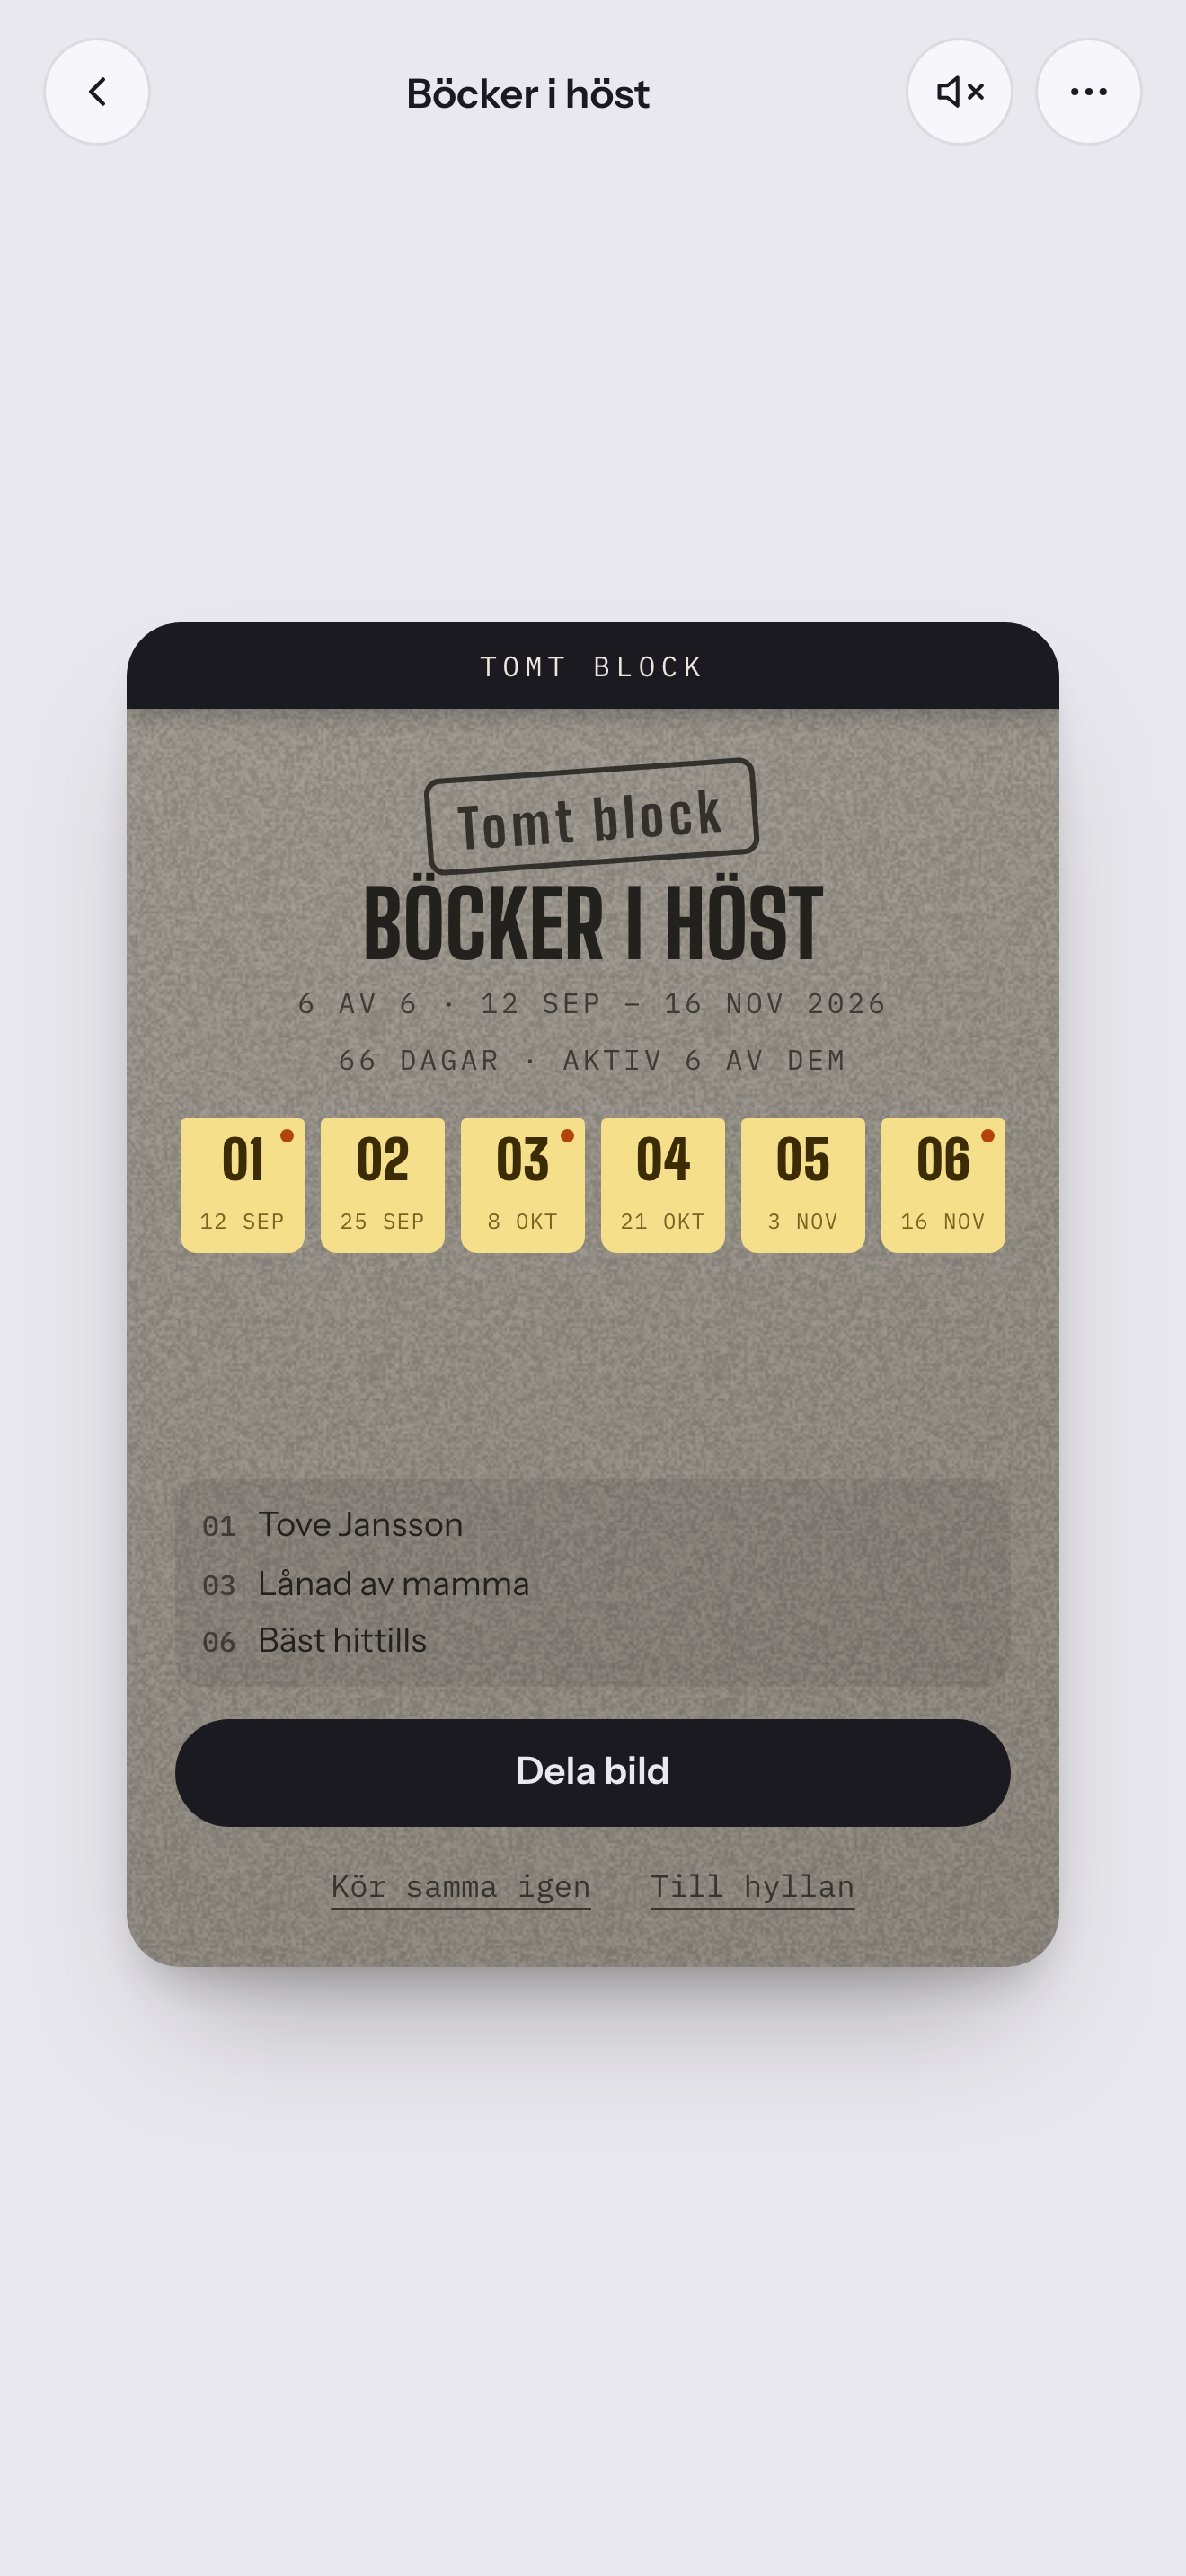 Böcker i höst
TOMT BLOCK
Tomt block
BÖCKER I HÖST
6 AV 6 · 12 SEP – 16 NOV 2026
66 DAGAR · AKTIV 6 AV DEM
01 02 03 04 05 06
12 SEP 25 SEP 8 OKT 21 OKT 3 NOV 16 NOV
01 Tove Jansson
03 Lånad av mamma
06 Bäst hittills
Dela bild
Kör samma igen Till hyllan